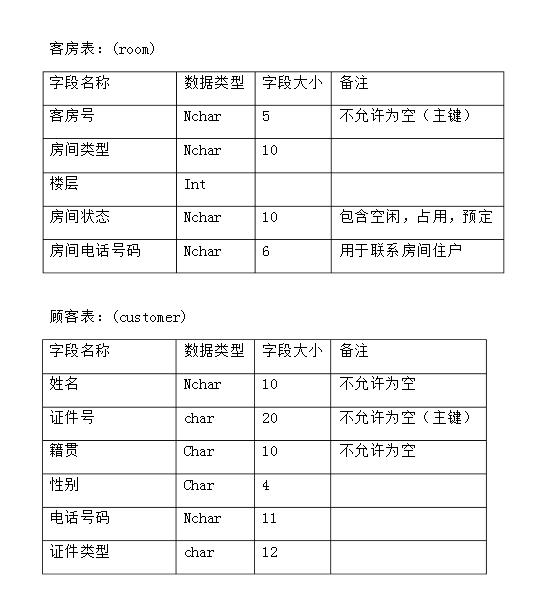 客房表：(room)
字段名称 数据类型 字段大小 备注
客房号 Nchar 5 不允许为空（主键）
房间类型 Nchar 10
楼层 Int
房间状态 Nchar 10 包含空闲，占用，预定
房间电话号码 Nchar 6 用于联系房间住户
顾客表：(customer)
字段名称 数据类型 字段大小 备注
姓名 Nchar 10 不允许为空
证件号 char 20 不允许为空（主键）
籍贯 Char 10 不允许为空
性别 Char 4
电话号码 Nchar 11
证件类型 char 12